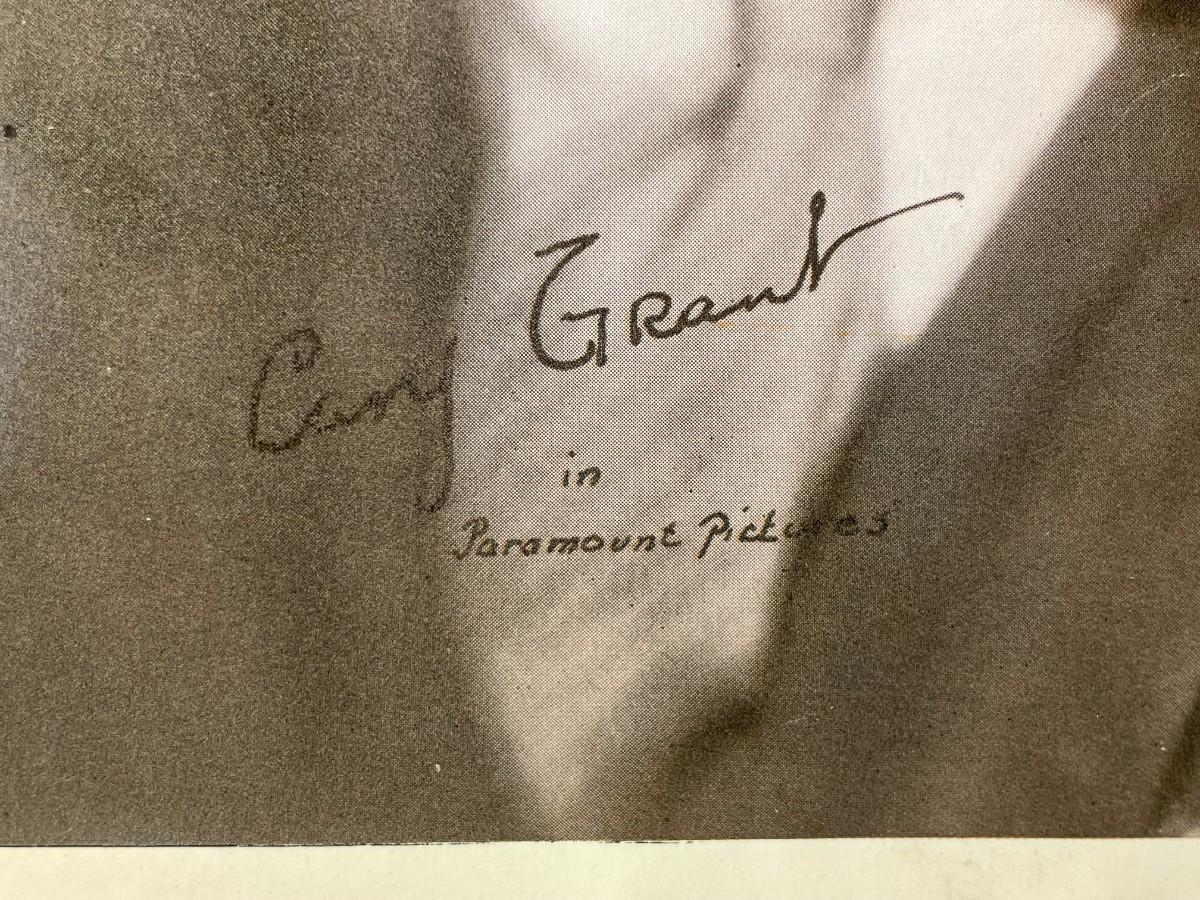 Cary Grant
in
Paramount Pictures